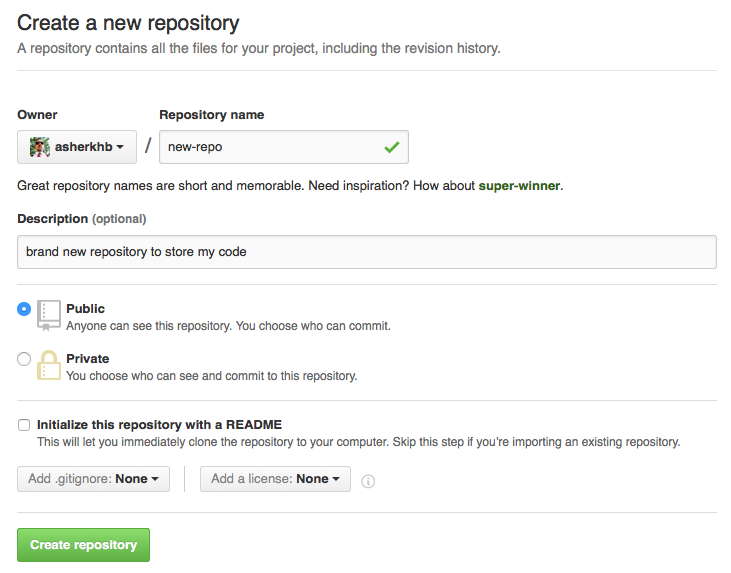 Create a new repository
A repository contains all the files for your project, including the revision history.
Owner
Repository name
asherkhb
/
new-repo
Great repository names are short and memorable. Need inspiration? How about super-winner.
Description (optional)
brand new repository to store my code
Public
Anyone can see this repository. You choose who can commit.
Private
You choose who can see and commit to this repository.
Initialize this repository with a README
This will let you immediately clone the repository to your computer. Skip this step if you’re importing an existing repository.
Add .gitignore: None
Add a license: None
Create repository